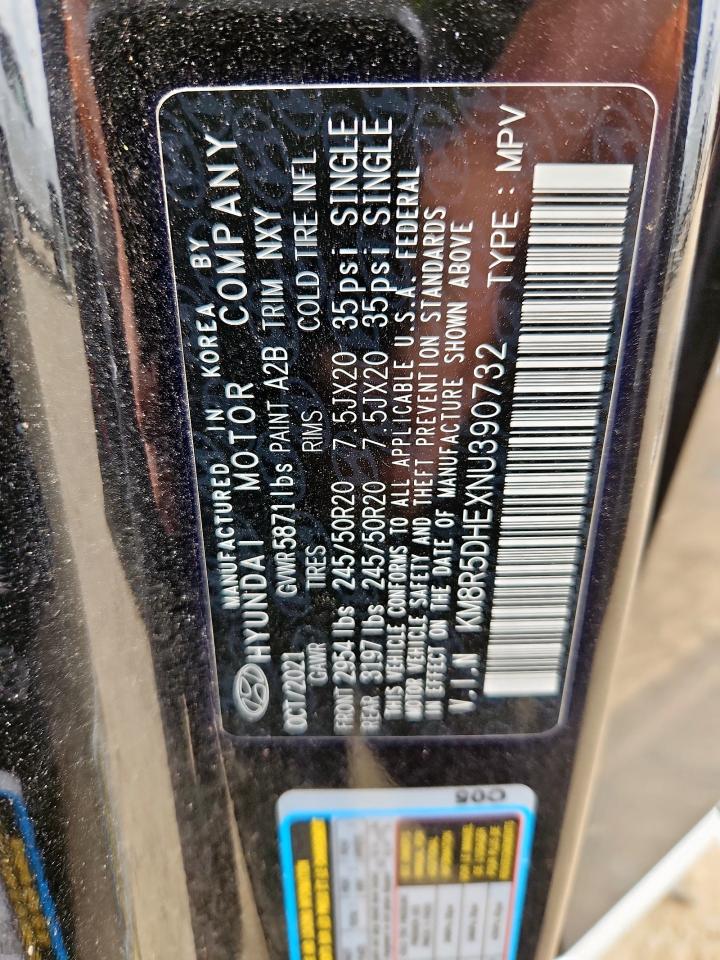 MANUFACTURED IN KOREA BY
HYUNDAI MOTOR COMPANY
OCT/2021 GVWR 5871lbs PAINT A2B TRIM NXY
GAWR TIRES RIMS COLD TIRE INFL
FRONT 2954 lbs 245/50R20 7.5JX20 35psi SINGLE
REAR 3197 lbs 245/50R20 7.5JX20 35psi SINGLE
THIS VEHICLE CONFORMS TO ALL APPLICABLE U.S.A. FEDERAL
MOTOR VEHICLE SAFETY AND THEFT PREVENTION STANDARDS
IN EFFECT ON THE DATE OF MANUFACTURE SHOWN ABOVE
V.I.N KM8R5DHEXNU390732 TYPE : MPV
C05